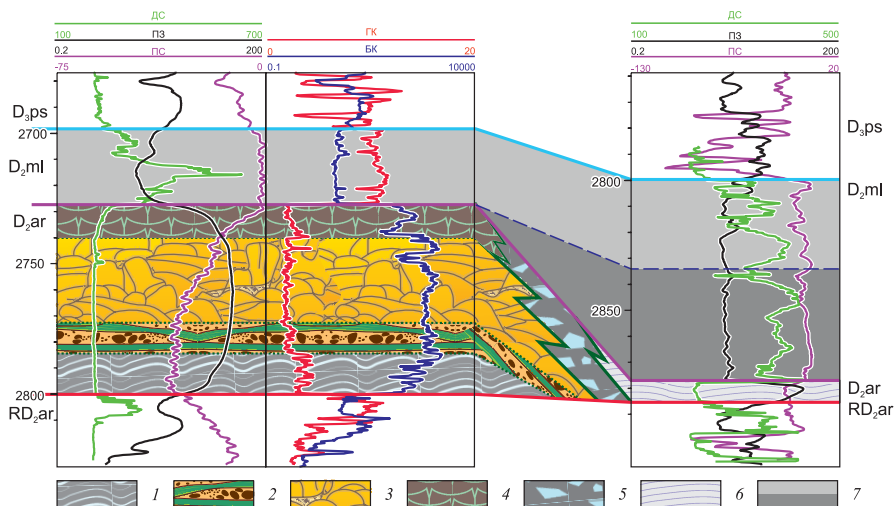 ДС
100 700
ПЗ
0.2 200
ПС
-75 0
ГК
0 20
БК
0.1 10000
ДС
100 500
ПЗ
0.2 200
ПС
-130 20
D₃ps
2700
D₂ml
D₂ar
2750
2800
RD₂ar
D₃ps
2800
D₂ml
2850
D₂ar
RD₂ar
1 2 3 4 5 6 7